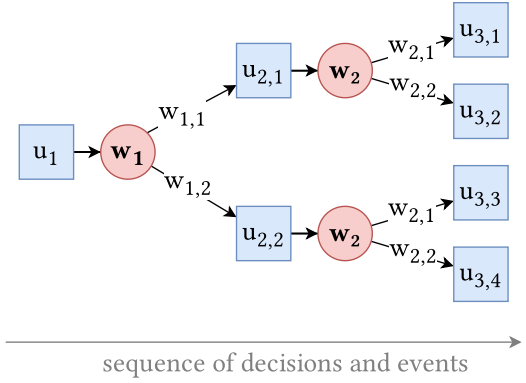 u1
w1
w1,1
w1,2
u2,1
w2
w2,1
w2,2
u3,1
u3,2
u2,2
w2
w2,1
w2,2
u3,3
u3,4
sequence of decisions and events